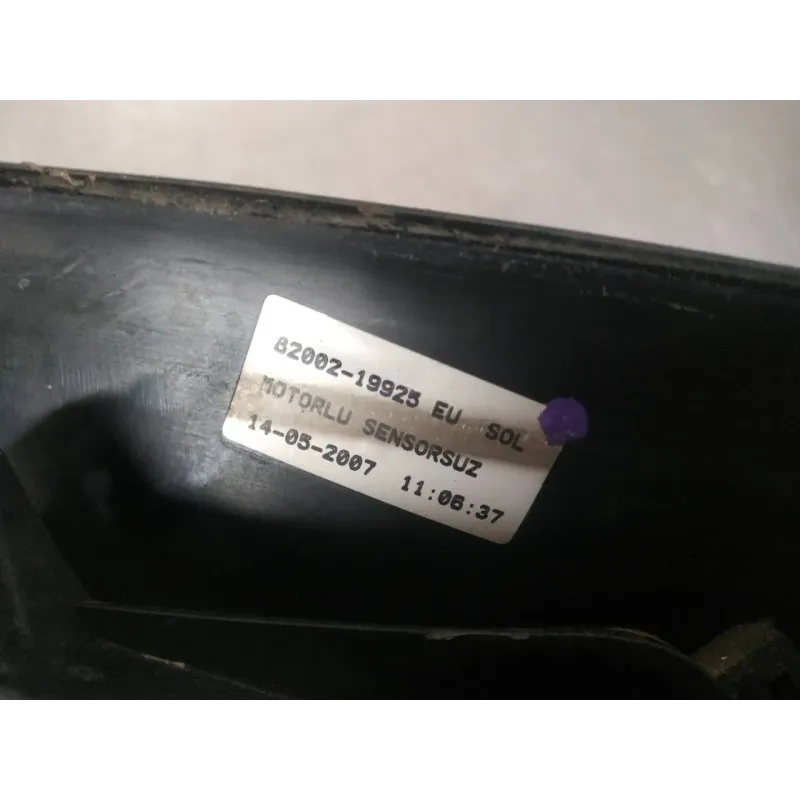 82002-19925 EU SOL
MOTORLU SENSORSUZ
14-05-2007 11:06:37